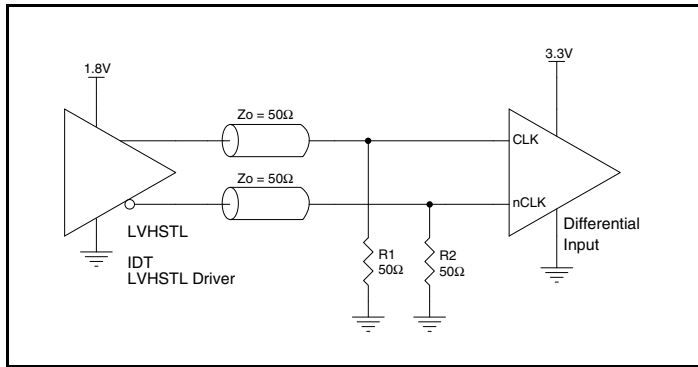 1.8V
3.3V
Zo = 50Ω
CLK
Zo = 50Ω
nCLK
LVHSTL
Differential
Input
IDT
LVHSTL Driver
R1
50Ω
R2
50Ω